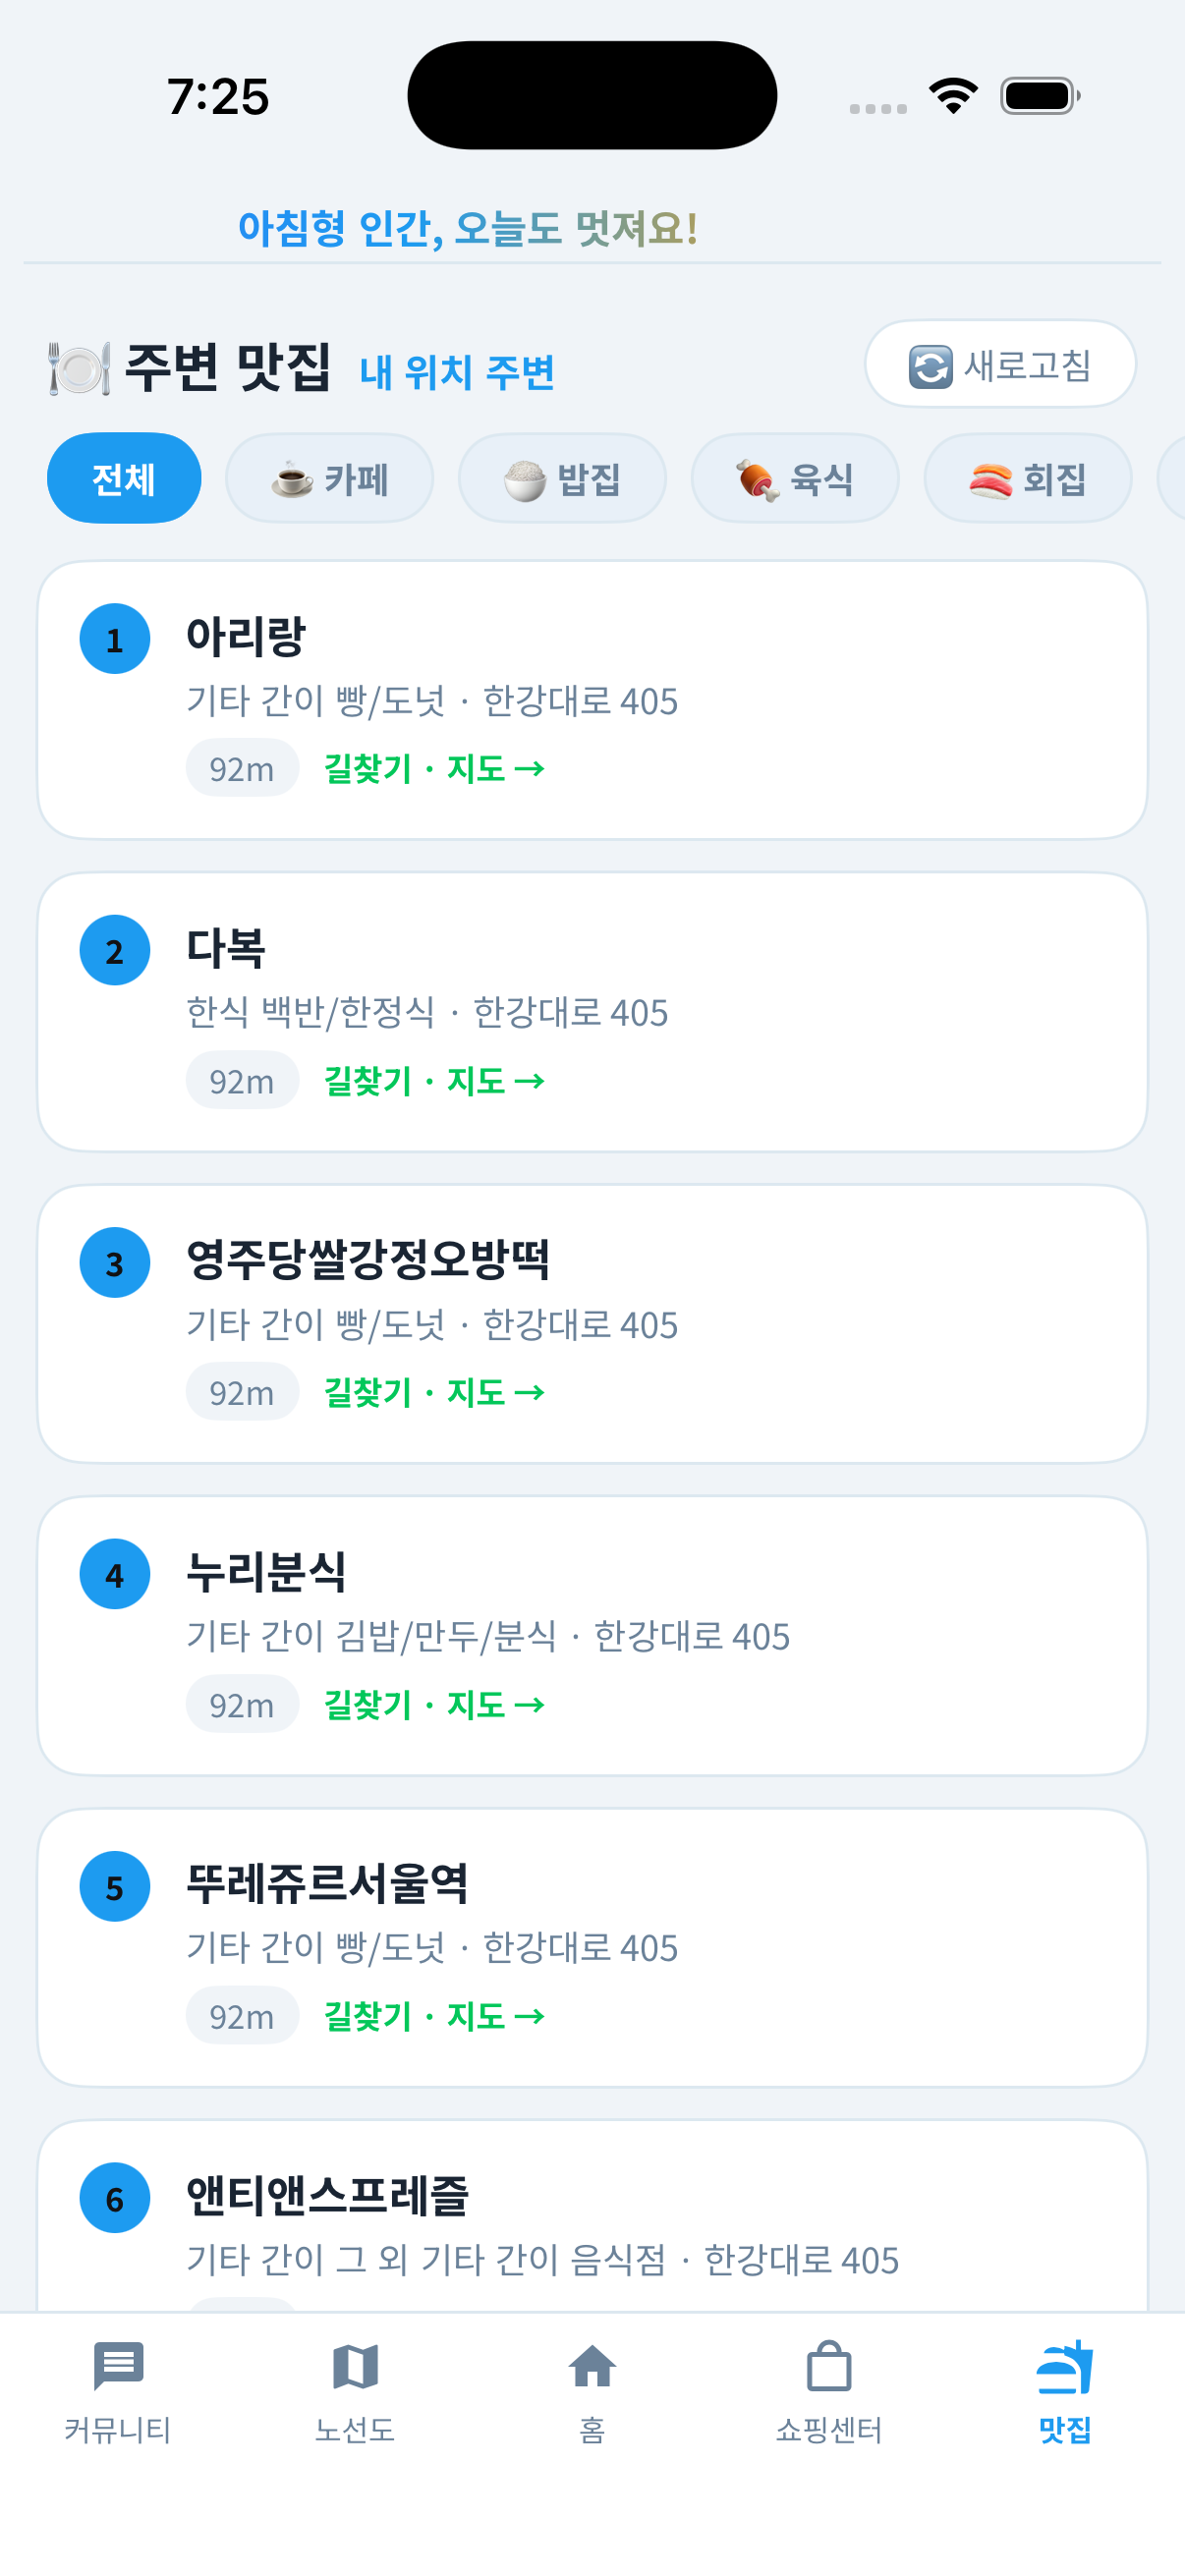 7:25
아침형 인간, 오늘도 멋져요!
주변 맛집 내 위치 주변 새로고침
전체 카페 밥집 육식 회집
1 아리랑
기타 간이 빵/도넛 · 한강대로 405
92m 길찾기 · 지도 →
2 다복
한식 백반/한정식 · 한강대로 405
92m 길찾기 · 지도 →
3 영주당쌀강정오방떡
기타 간이 빵/도넛 · 한강대로 405
92m 길찾기 · 지도 →
4 누리분식
기타 간이 김밥/만두/분식 · 한강대로 405
92m 길찾기 · 지도 →
5 뚜레쥬르서울역
기타 간이 빵/도넛 · 한강대로 405
92m 길찾기 · 지도 →
6 앤티앤스프레즐
기타 간이 그 외 기타 간이 음식점 · 한강대로 405
커뮤니티 노선도 홈 쇼핑센터 맛집